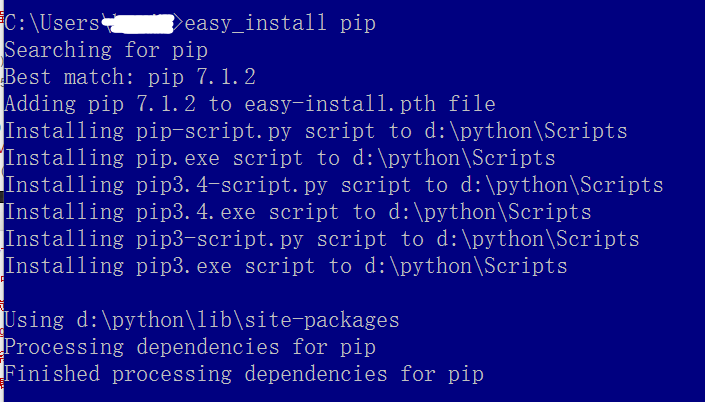 C:\Users\>easy_install pip
Searching for pip
Best match: pip 7.1.2
Adding pip 7.1.2 to easy-install.pth file
Installing pip-script.py script to d:\python\Scripts
Installing pip.exe script to d:\python\Scripts
Installing pip3.4-script.py script to d:\python\Scripts
Installing pip3.4.exe script to d:\python\Scripts
Installing pip3-script.py script to d:\python\Scripts
Installing pip3.exe script to d:\python\Scripts
Using d:\python\lib\site-packages
Processing dependencies for pip
Finished processing dependencies for pip